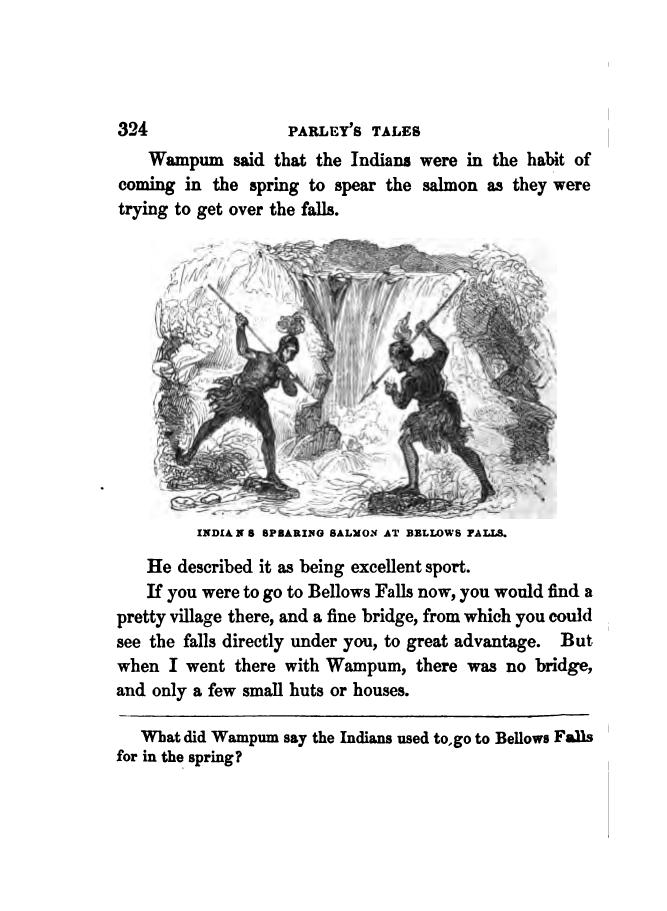 324 PARLEY'S TALES
Wampum said that the Indians were in the habit of
coming in the spring to spear the salmon as they were
trying to get over the falls.
INDIANS SPEARING SALMON AT BELLOWS FALLS.
He described it as being excellent sport.
If you were to go to Bellows Falls now, you would find a
pretty village there, and a fine bridge, from which you could
see the falls directly under you, to great advantage. But
when I went there with Wampum, there was no bridge,
and only a few small huts or houses.
What did Wampum say the Indians used to go to Bellows Falls
for in the spring?